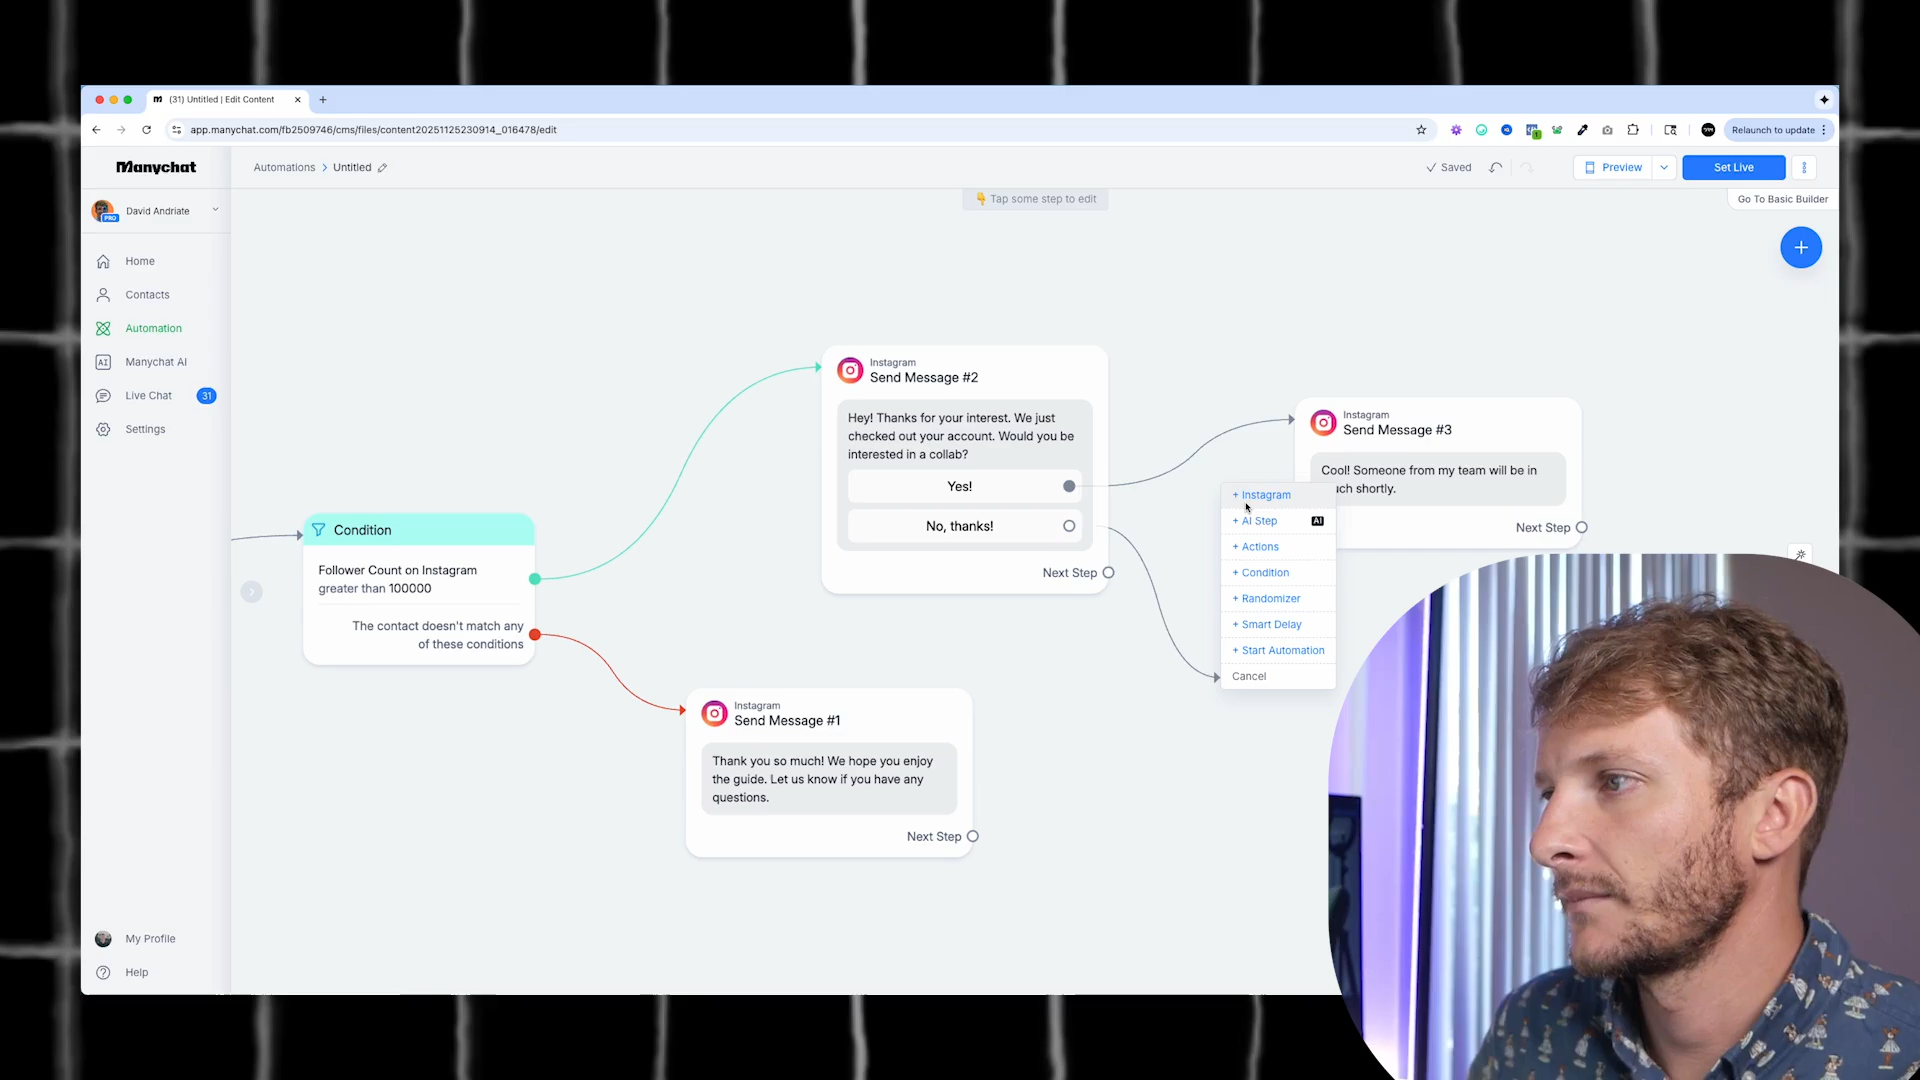 (31) Untitled | Edit Content
app.manychat.com/fb2509746/cms/files/content20251125230914_016478/edit
1
Relaunch to update
Manychat
Automations > Untitled
Saved
Preview
Set Live
👇 Tap some step to edit
Go To Basic Builder
PRO
David Andriate
Home
Contacts
Automation
AI
Manychat AI
Live Chat
31
Settings
My Profile
Help
Condition
Follower Count on Instagram
greater than 100000
The contact doesn't match any
of these conditions
Instagram
Send Message #2
Hey! Thanks for your interest. We just
checked out your account. Would you be
interested in a collab?
Yes!
No, thanks!
Next Step
Instagram
Send Message #1
Thank you so much! We hope you enjoy
the guide. Let us know if you have any
questions.
Next Step
Instagram
Send Message #3
Cool! Someone from my team will be in
shortly.
Next Step
+ Instagram
+ AI Step
AI
+ Actions
+ Condition
+ Randomizer
+ Smart Delay
+ Start Automation
Cancel